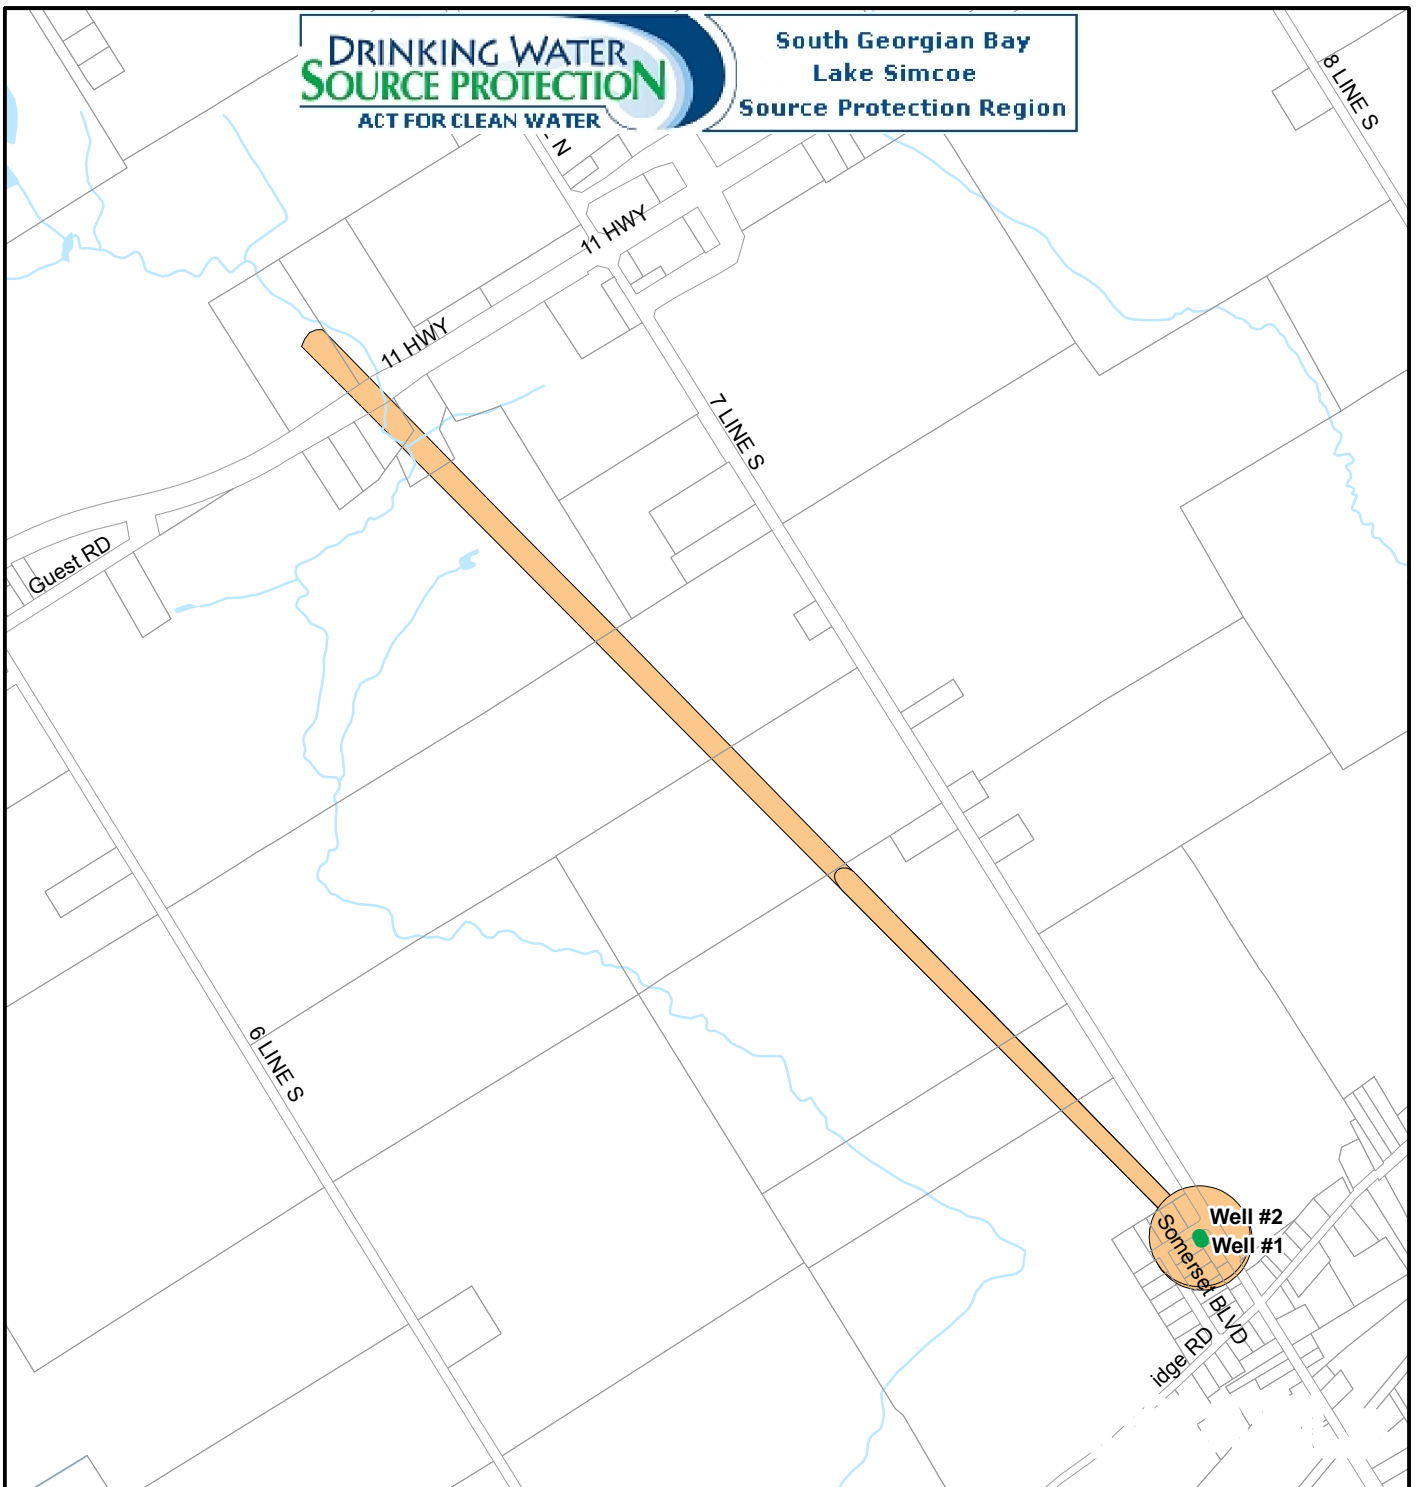 DRINKING WATER
SOURCE PROTECTION
ACT FOR CLEAN WATER
South Georgian Bay
Lake Simcoe
Source Protection Region
8 LINE S
N
11 HWY
11 HWY
7 LINE S
Guest RD
6 LINE S
Well #2
Well #1
Somerset BLVD
idge RD